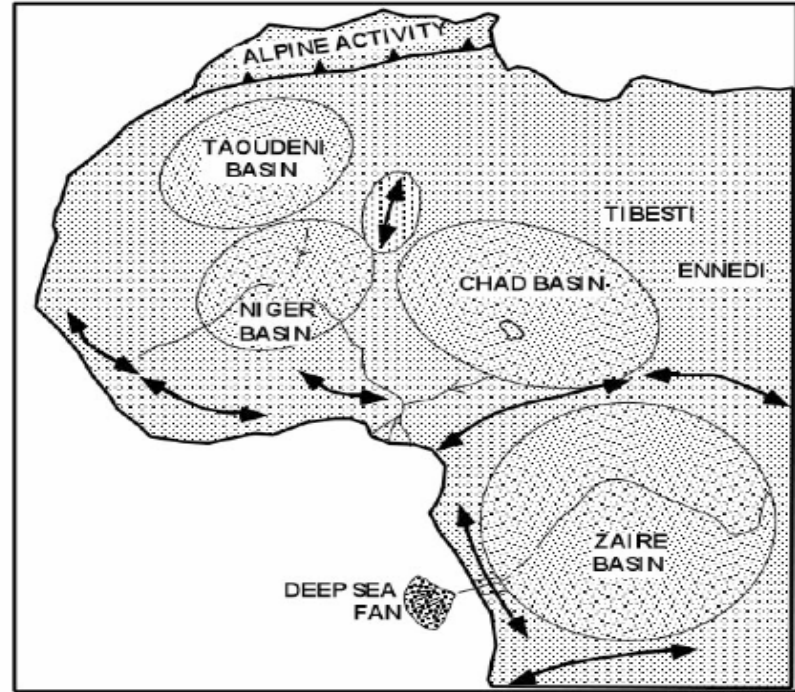 ALPINE ACTIVITY
TAOUDENI
BASIN
TIBESTI
ENNEDI
CHAD BASIN
NIGER
BASIN
ZAIRE
BASIN
DEEP SEA
FAN